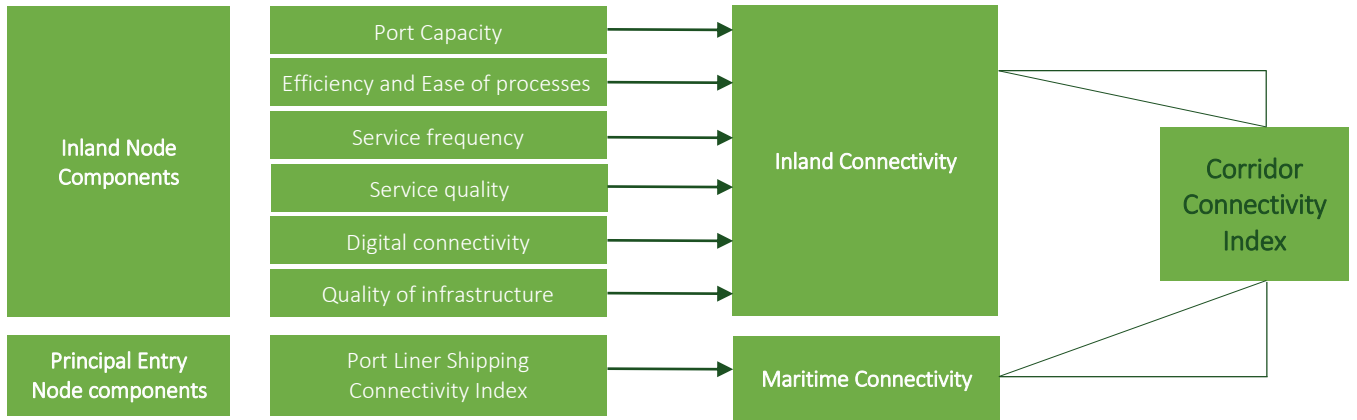 Inland Node
Components
Port Capacity
Efficiency and Ease of processes
Service frequency
Service quality
Digital connectivity
Quality of infrastructure
Inland Connectivity
Corridor
Connectivity
Index
Principal Entry
Node components
Port Liner Shipping
Connectivity Index
Maritime Connectivity